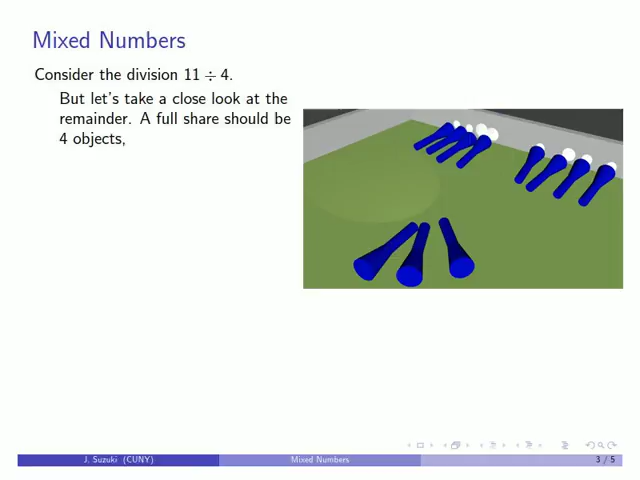 Mixed Numbers
Consider the division 11 ÷ 4.
But let's take a close look at the
remainder. A full share should be
4 objects,
J. Suzuki (CUNY)
Mixed Numbers
3 / 5